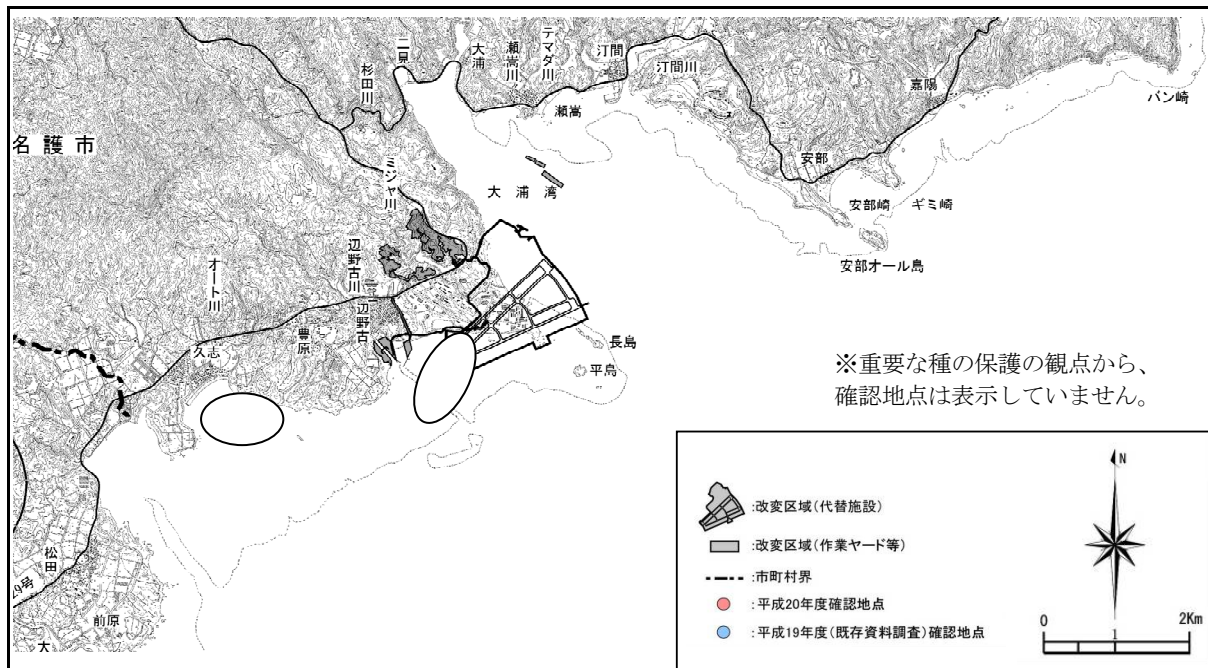 名護市
杉田川
二見
大浦
瀬嵩川
テマダ川
汀間
汀間川
瀬嵩
嘉陽
バン崎
安部
安部崎
ギミ崎
安部オール島
大浦湾
ミジャ川
辺野古川
辺野古
オート川
豊原
久志
長島
平島
松田
前原
29号
大
※重要な種の保護の観点から、
確認地点は表示していません。
:改変区域(代替施設)
:改変区域(作業ヤード等)
:市町村界
:平成20年度確認地点
:平成19年度(既存資料調査)確認地点
N
0 1 2Km